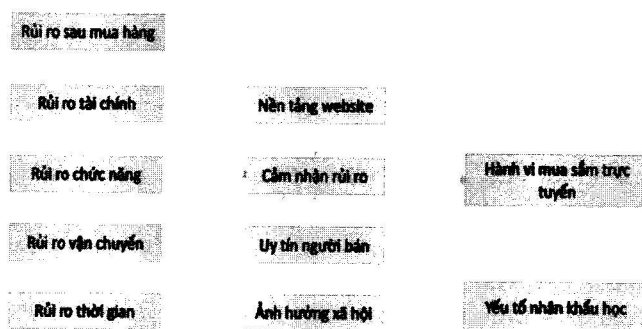 Rủi ro sau mua hàng
Rủi ro tài chính
Nền tảng website
Rủi ro chức năng
Cảm nhận rủi ro
Hành vi mua sắm trực
tuyến
Rủi ro vận chuyển
Uy tín người bán
Rủi ro thời gian
Ảnh hưởng xã hội
Yếu tố nhân khẩu học